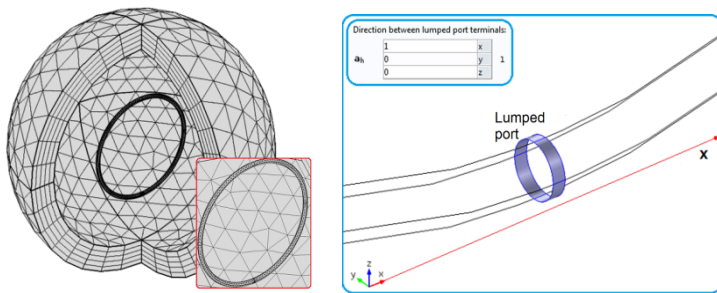 Direction between lumped port terminals:
1 x
a_h 0 y 1
0 z
Lumped
port
x
z
y x